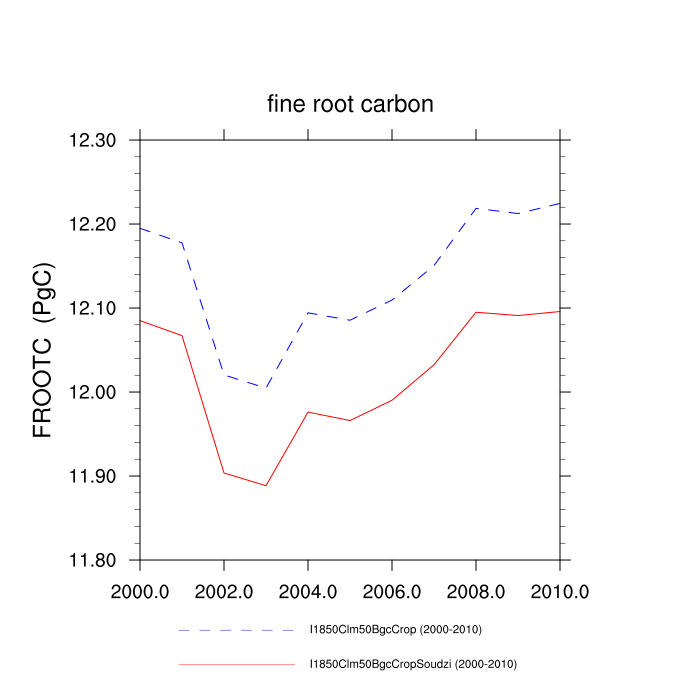 fine root carbon
12.30
12.20
12.10
12.00
11.90
11.80
FROOTC (PgC)
2000.0 2002.0 2004.0 2006.0 2008.0 2010.0
I1850Clm50BgcCrop (2000-2010)
I1850Clm50BgcCropSoudzi (2000-2010)